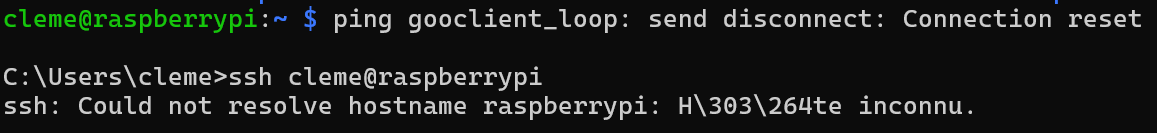 cleme@raspberrypi:~ $ ping gooclient_loop: send disconnect: Connection reset
C:\Users\cleme>ssh cleme@raspberrypi
ssh: Could not resolve hostname raspberrypi: H\303\264te inconnu.